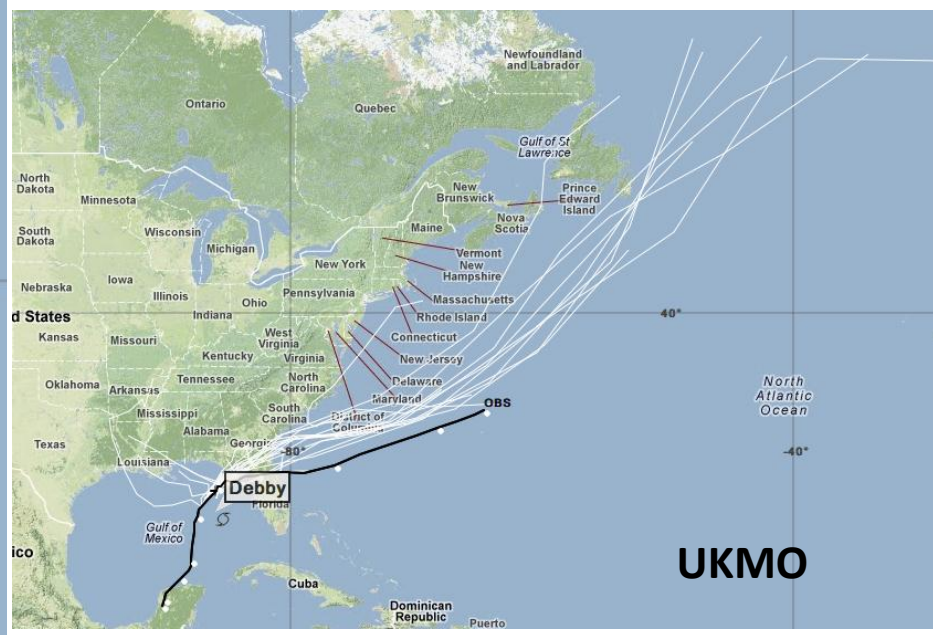 Newfoundland
and Labrador
Ontario
Quebec
Gulf of St
Lawrence
North
Dakota
Minnesota
New
Brunswick
Prince
Edward
Island
Nova
Scotia
Maine
South
Dakota
Wisconsin
Michigan
Vermont
New
Hampshire
New York
Nebraska
Iowa
Illinois
Indiana
Ohio
Pennsylvania
Massachusetts
Rhode Island
40°
d States
Kansas
Missouri
West
Virginia
Virginia
Connecticut
New Jersey
Kentucky
Oklahoma
Arkansas
Tennessee
North
Carolina
Delaware
Maryland
North
Atlantic
Ocean
OBS
Mississippi
Alabama
South
Carolina
District of
Columbia
Texas
Georgia
Louisiana
-80°
-40°
Debby
Florida
Gulf of
Mexico
ico
UKMO
Cuba
Dominican
Republic
Puerto